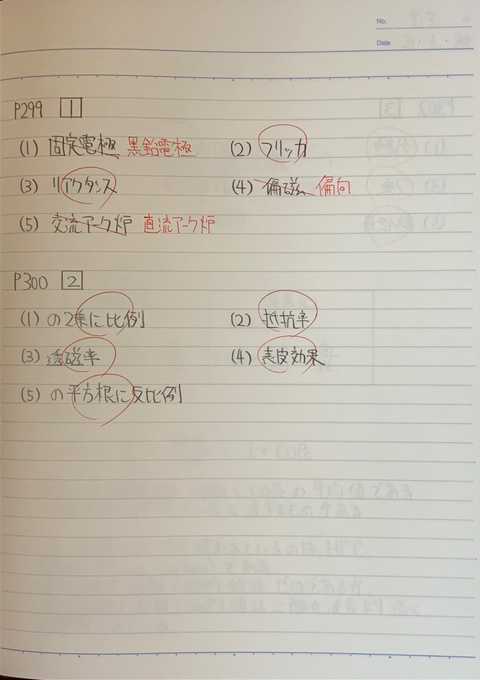 No.
Date
P299 1
(1) 固定電極 黒鉛電極 (2) フリッカ
(3) リアクタンス (4) 偏磁 偏向
(5) 交流アーク炉 直流アーク炉
P300 2
(1) の2乗に比例 (2) 抵抗率
(3) 透磁率 (4) 表皮効果
(5) の平方根に反比例